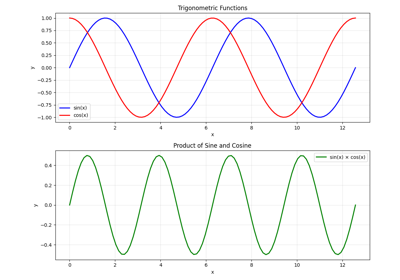 Trigonometric Functions
1.00
0.75
0.50
0.25
0.00
−0.25
−0.50
−0.75
−1.00
y
sin(x)
cos(x)
0 2 4 6 8 10 12
x
Product of Sine and Cosine
sin(x) × cos(x)
0.4
0.2
0.0
−0.2
−0.4
y
0 2 4 6 8 10 12
x